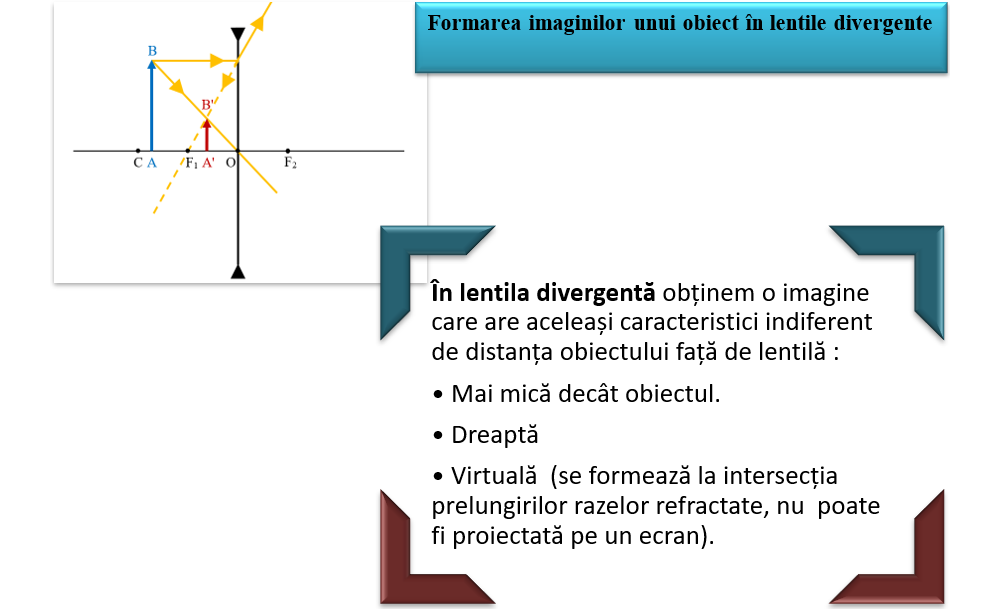 Formarea imaginilor unui obiect în lentile divergente
B
B'
C A F₁ A' O F₂
În lentila divergentă obținem o imagine
care are aceleași caracteristici indiferent
de distanța obiectului față de lentilă :
• Mai mică decât obiectul.
• Dreaptă
• Virtuală (se formează la intersecția
prelungirilor razelor refractate, nu poate
fi proiectată pe un ecran).